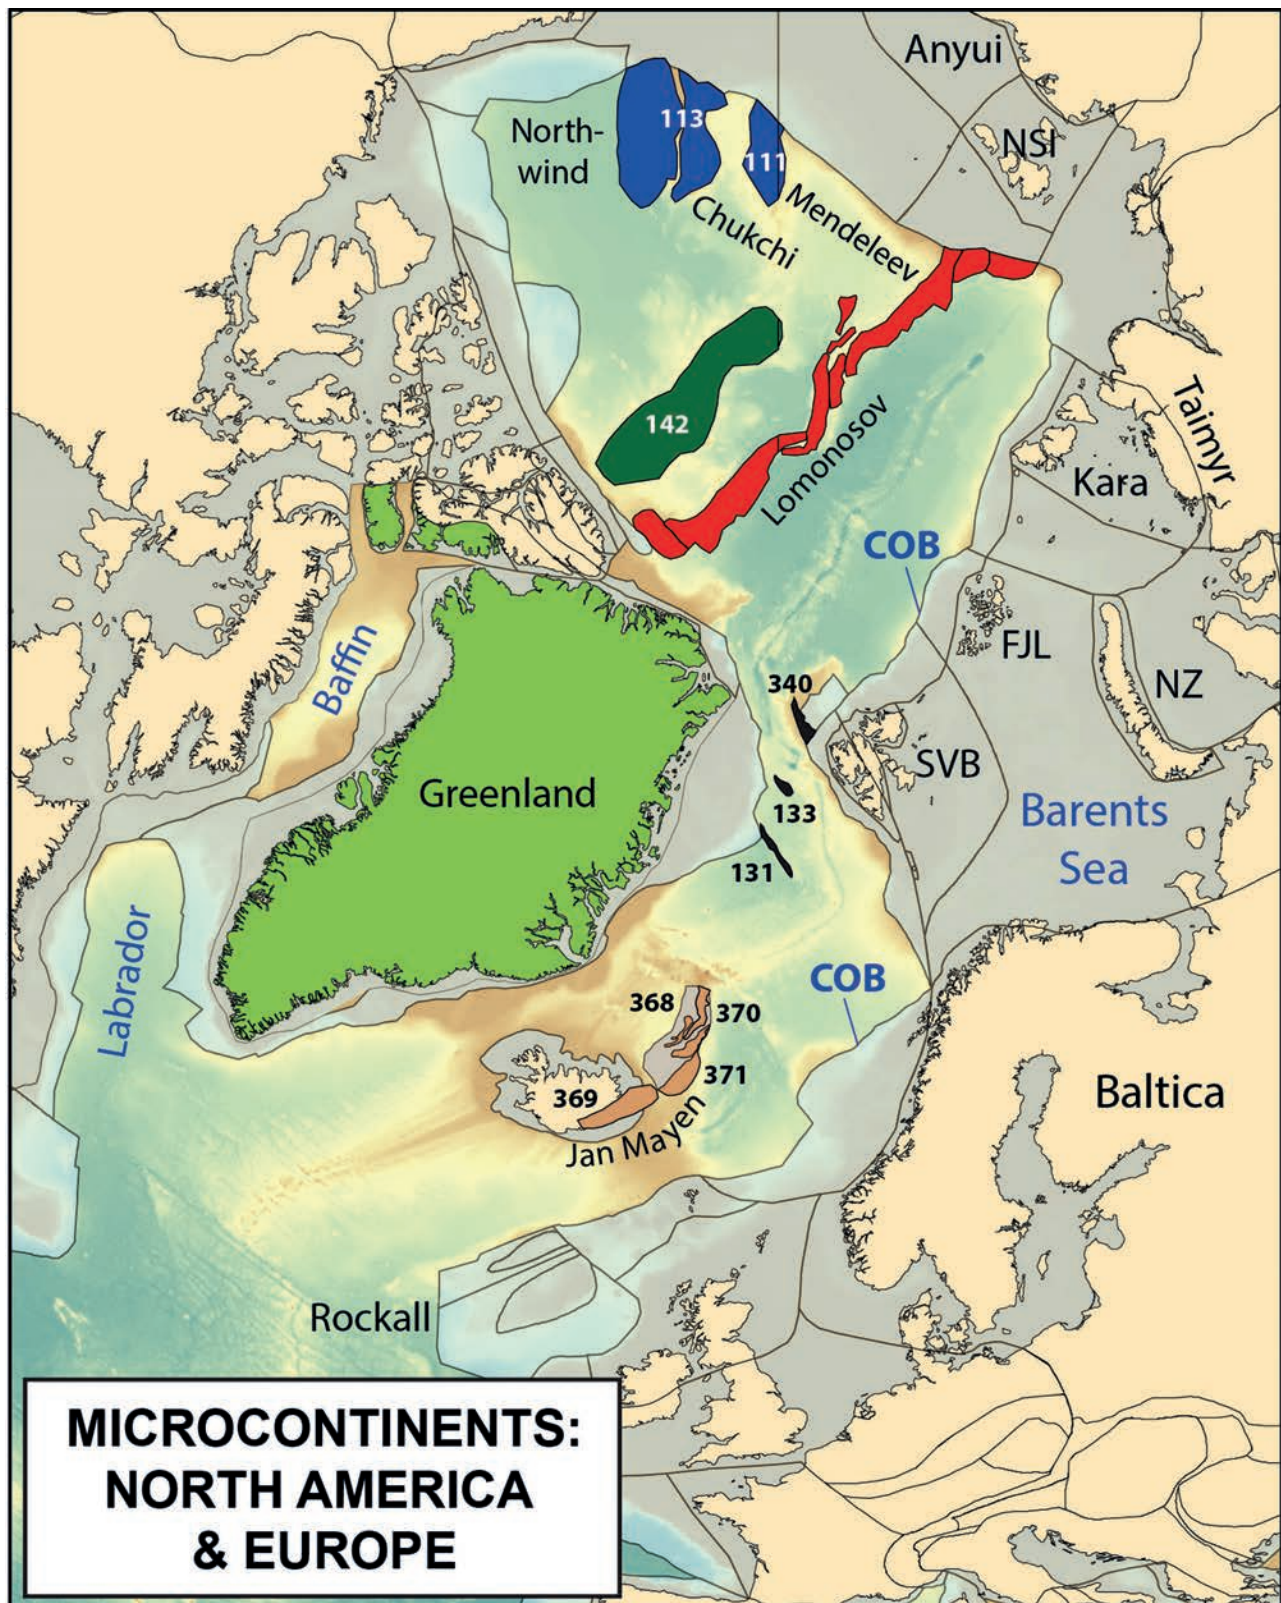 Anyui
North-
wind
113
111
NSI
Chukchi
Mendeleev
142
Lomonosov
Taimyr
Kara
COB
FJL
NZ
Baffin
340
SVB
Greenland
133
Barents
Sea
131
Labrador
COB
368
370
371
369
Jan Mayen
Baltica
Rockall
MICROCONTINENTS:
NORTH AMERICA
& EUROPE